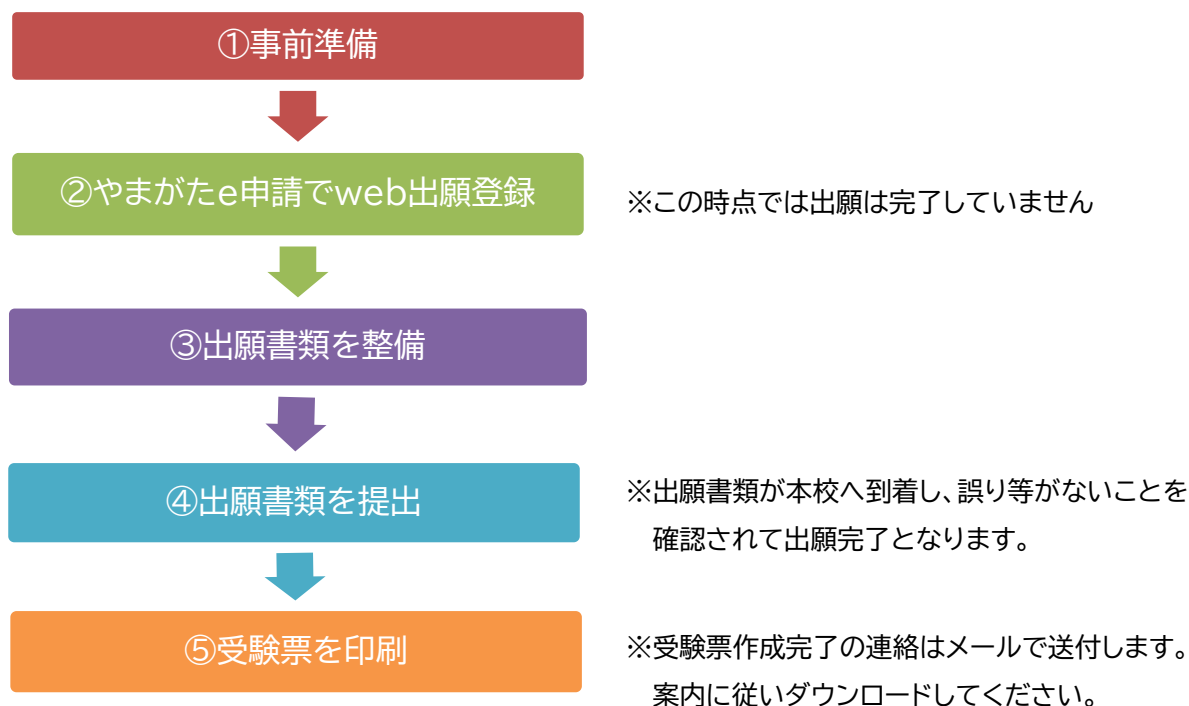 ①事前準備
②やまがたe申請でweb出願登録
※この時点では出願は完了していません
③出願書類を整備
④出願書類を提出
※出願書類が本校へ到着し、誤り等がないことを
確認されて出願完了となります。
⑤受験票を印刷
※受験票作成完了の連絡はメールで送付します。
案内に従いダウンロードしてください。